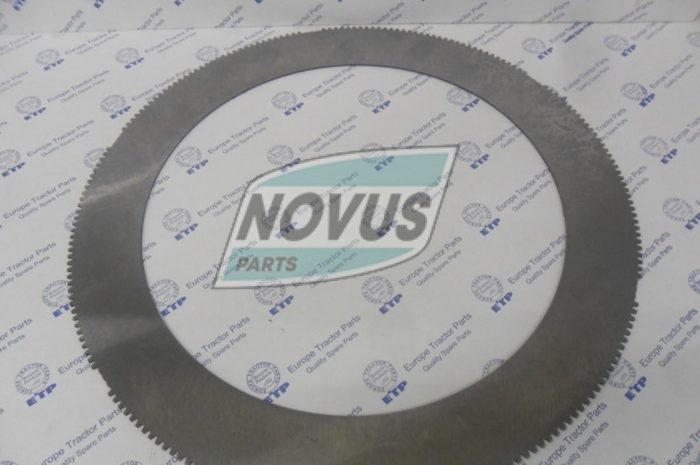 NOVUS
PARTS
Europe Tractor Parts
Quality Spare Parts
ETP